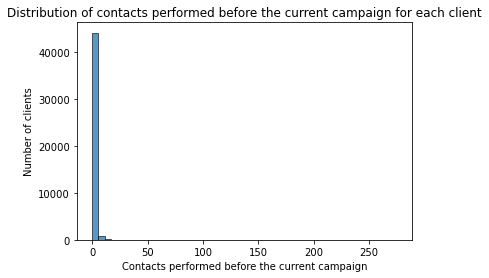 Distribution of contacts performed before the current campaign for each client
Number of clients
40000
30000
20000
10000
0
0 50 100 150 200 250
Contacts performed before the current campaign